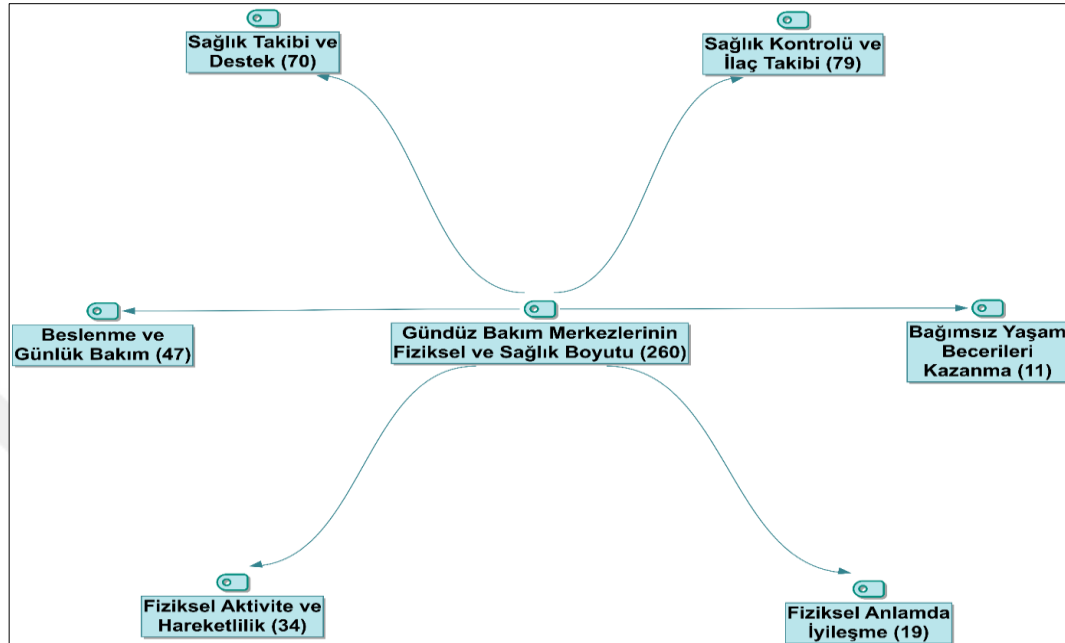 Sağlık Takibi ve
Destek (70)
Sağlık Kontrolü ve
İlaç Takibi (79)
Beslenme ve
Günlük Bakım (47)
Gündüz Bakım Merkezlerinin
Fiziksel ve Sağlık Boyutu (260)
Bağımsız Yaşam
Becerileri
Kazanma (11)
Fiziksel Aktivite ve
Hareketlilik (34)
Fiziksel Anlamda
İyileşme (19)